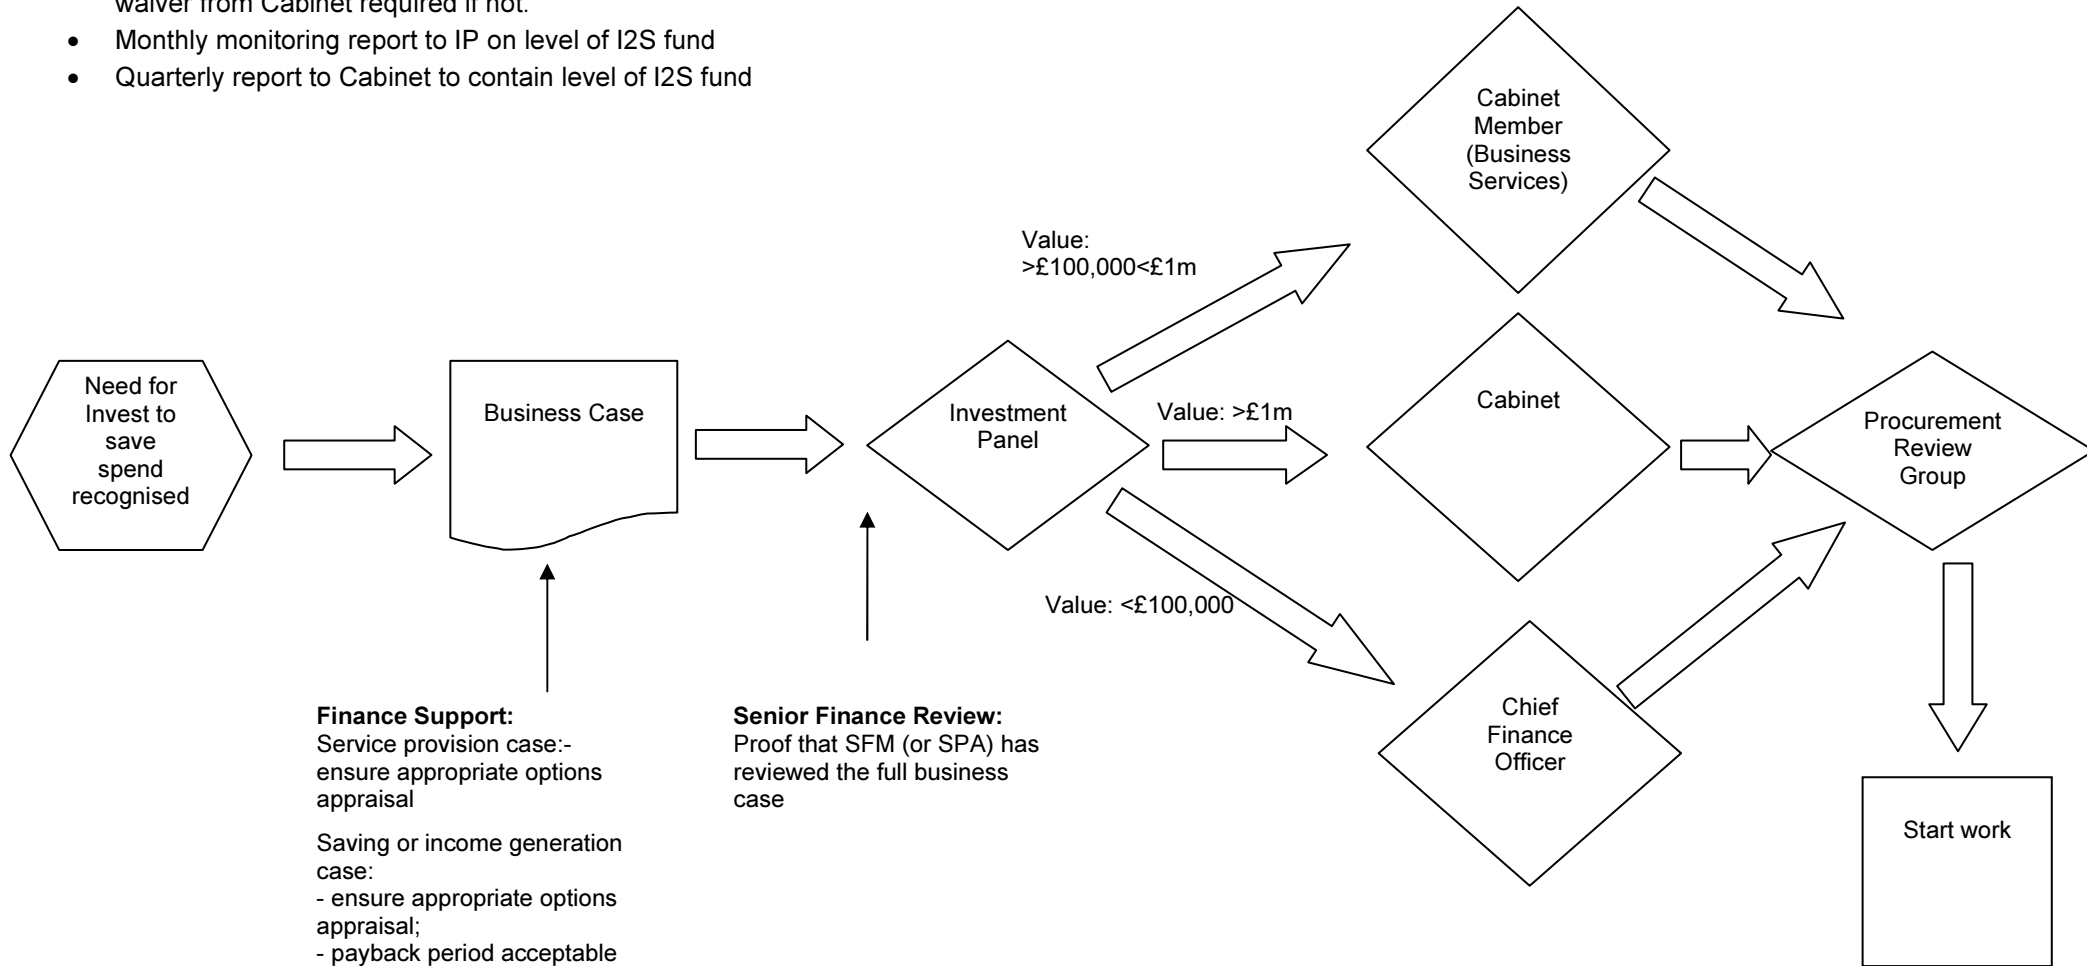 waiver from Cabinet required if not.
• Monthly monitoring report to IP on level of I2S fund
• Quarterly report to Cabinet to contain level of I2S fund
Cabinet
Member
(Business
Services)
Value:
>£100,000<£1m
Need for
Invest to
save
spend
recognised
Business Case
Investment
Panel
Value: >£1m
Cabinet
Procurement
Review
Group
Value: <£100,000
Finance Support:
Service provision case:-
ensure appropriate options
appraisal
Saving or income generation
case:
- ensure appropriate options
appraisal;
- payback period acceptable
Senior Finance Review:
Proof that SFM (or SPA) has
reviewed the full business
case
Chief
Finance
Officer
Start work